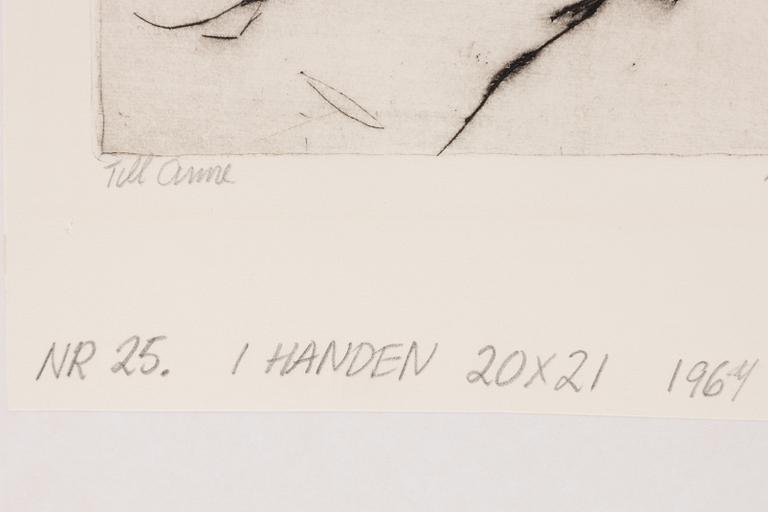 Till Anne
NR 25. I HANDEN 20X21 1964